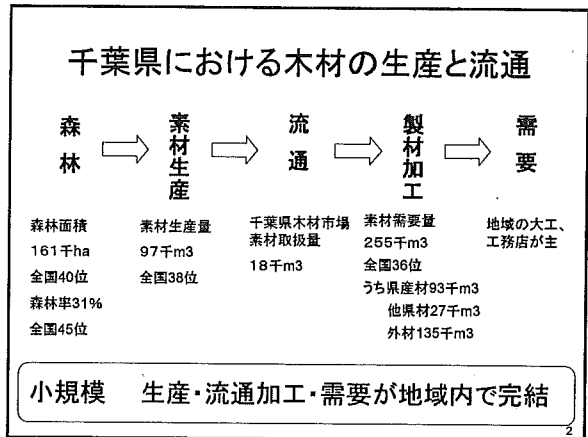 千葉県における木材の生産と流通
森林
素材生産
流通
製材加工
需要
森林面積
161千ha
全国40位
森林率31%
全国45位
素材生産量
97千m3
全国38位
千葉県木材市場
素材取扱量
18千m3
素材需要量
255千m3
全国36位
うち県産材93千m3
他県材27千m3
外材135千m3
地域の大工、
工務店が主
小規模 生産・流通加工・需要が地域内で完結
2